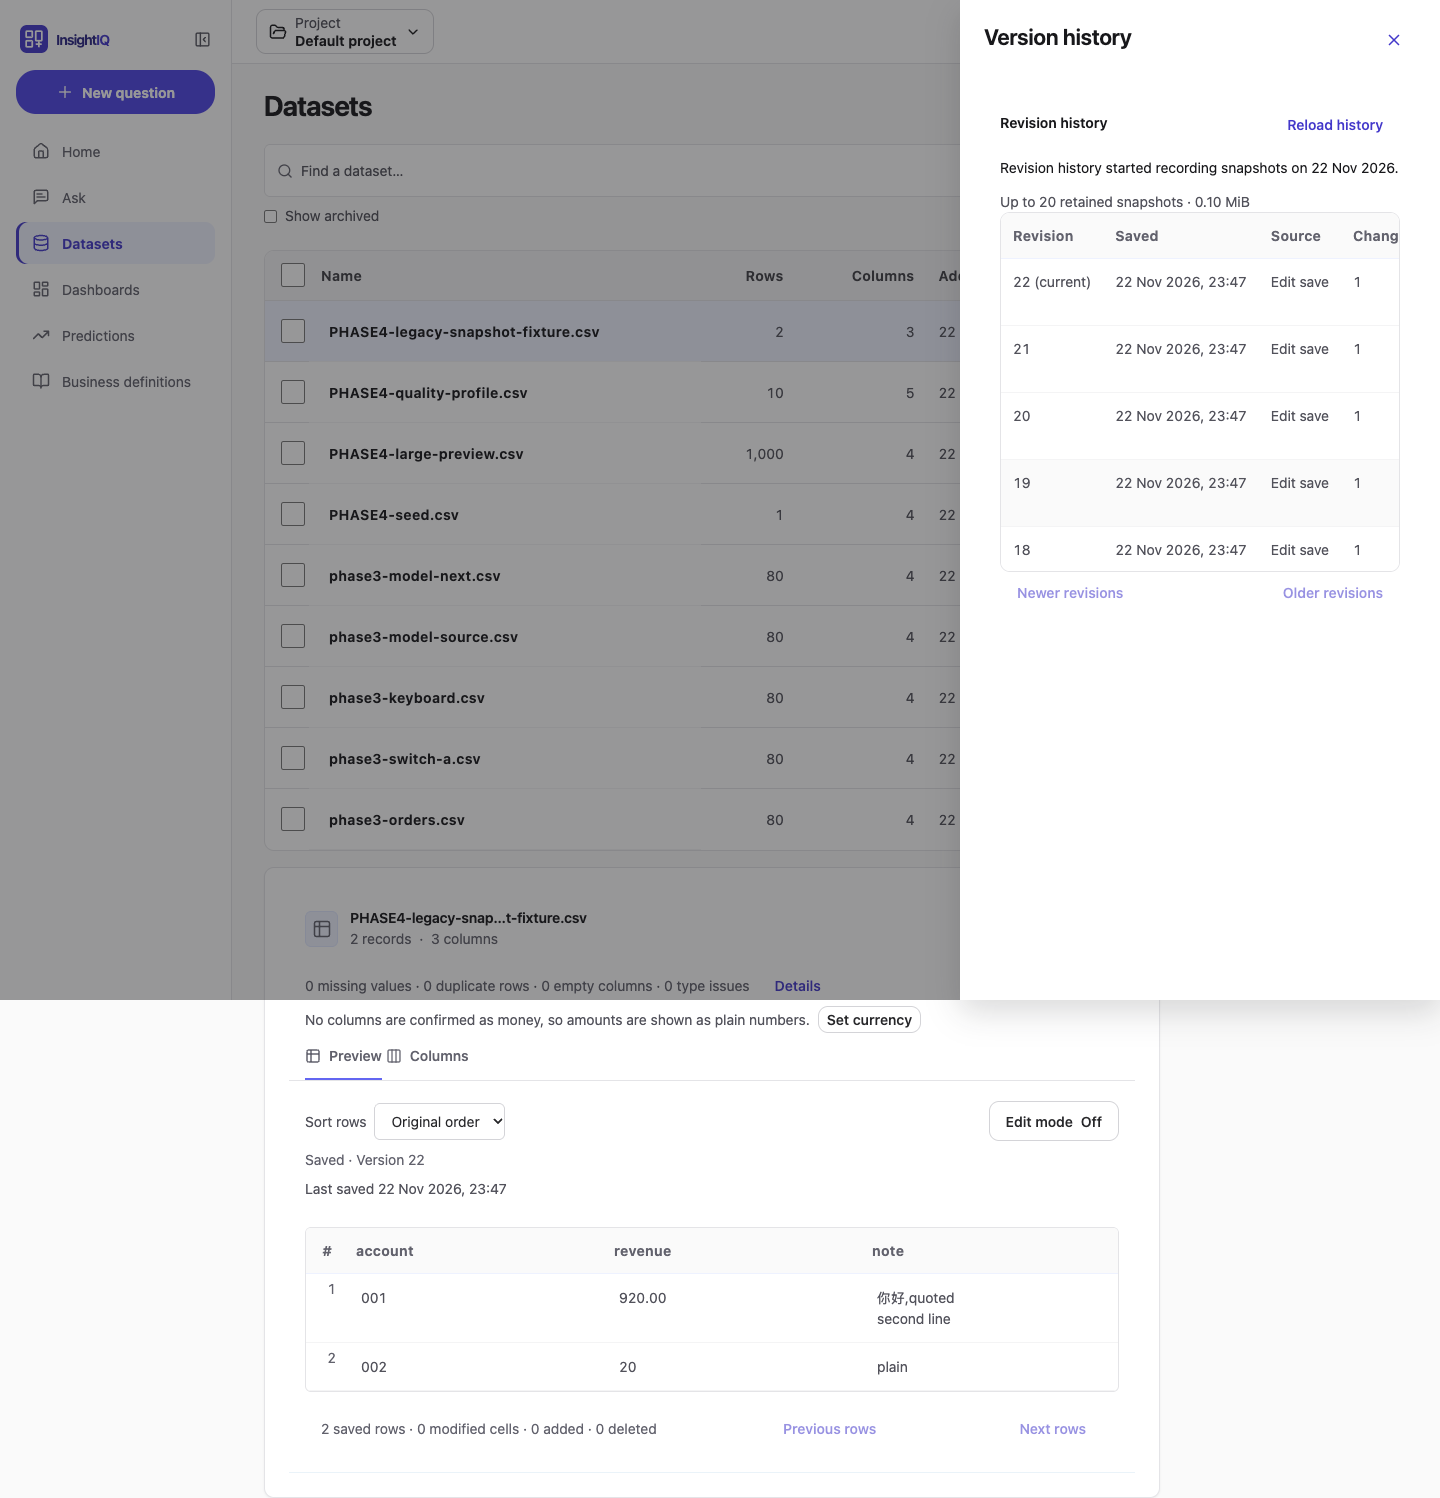 InsightIQ
New question
Home
Ask
Datasets
Dashboards
Predictions
Business definitions
Project
Default project
Datasets
Find a dataset...
Show archived
Name Rows Columns Ad
PHASE4-legacy-snapshot-fixture.csv 2 3 22
PHASE4-quality-profile.csv 10 5 22
PHASE4-large-preview.csv 1,000 4 22
PHASE4-seed.csv 1 4 22
phase3-model-next.csv 80 4 22
phase3-model-source.csv 80 4 22
phase3-keyboard.csv 80 4 22
phase3-switch-a.csv 80 4 22
phase3-orders.csv 80 4 22
PHASE4-legacy-snap...t-fixture.csv
2 records · 3 columns
0 missing values · 0 duplicate rows · 0 empty columns · 0 type issues Details
No columns are confirmed as money, so amounts are shown as plain numbers. Set currency
Preview Columns
Sort rows Original order Edit mode Off
Saved · Version 22
Last saved 22 Nov 2026, 23:47
# account revenue note
1 001 920.00 你好,quoted
second line
2 002 20 plain
2 saved rows · 0 modified cells · 0 added · 0 deleted Previous rows Next rows
Version history
Revision history Reload history
Revision history started recording snapshots on 22 Nov 2026.
Up to 20 retained snapshots · 0.10 MiB
Revision Saved Source Chang
22 (current) 22 Nov 2026, 23:47 Edit save 1
21 22 Nov 2026, 23:47 Edit save 1
20 22 Nov 2026, 23:47 Edit save 1
19 22 Nov 2026, 23:47 Edit save 1
18 22 Nov 2026, 23:47 Edit save 1
Newer revisions Older revisions